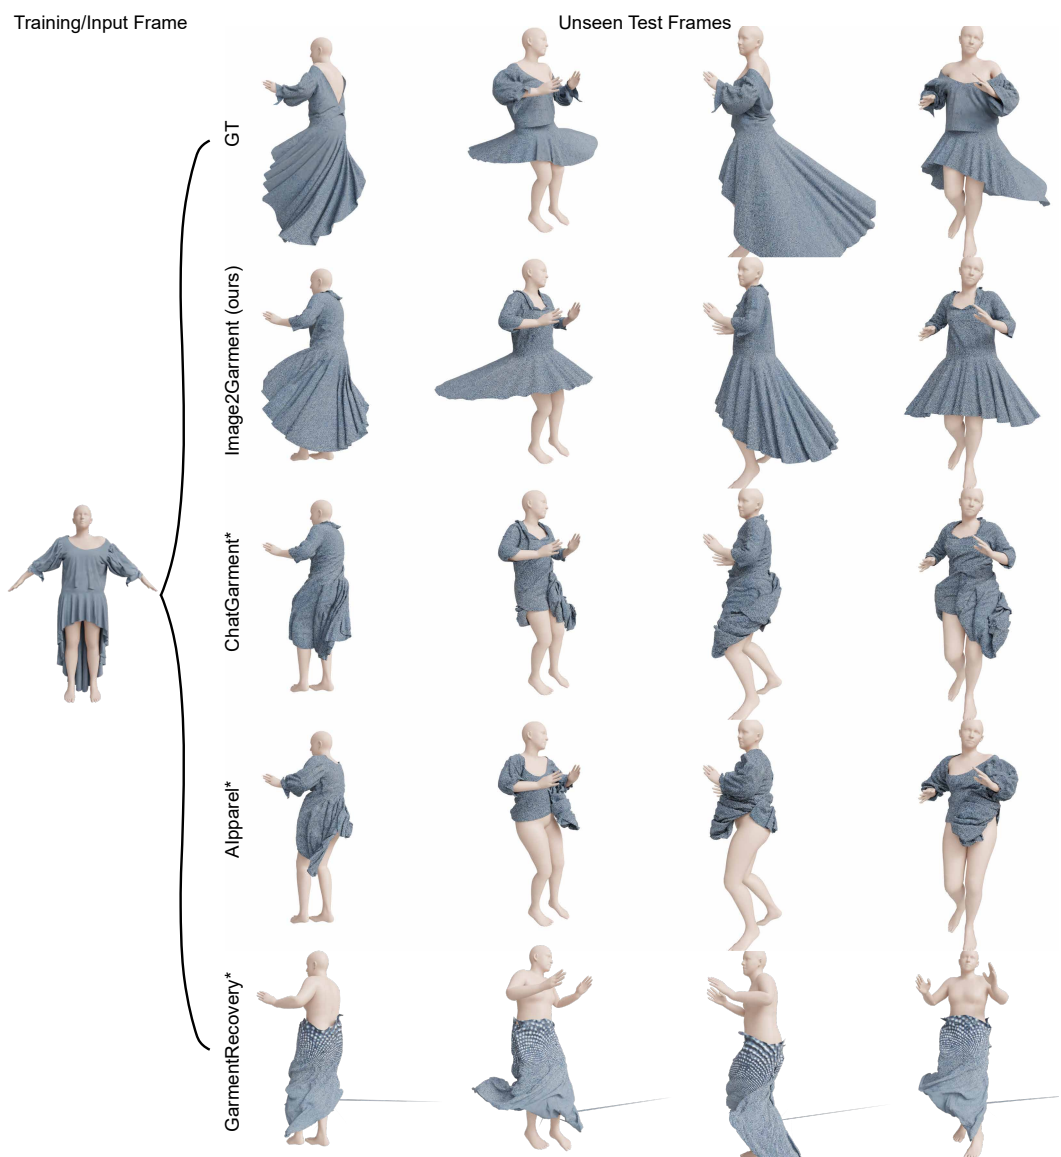 Training/Input Frame
Unseen Test Frames
GT
Image2Garment (ours)
ChatGarment*
AIpparel*
GarmentRecovery*